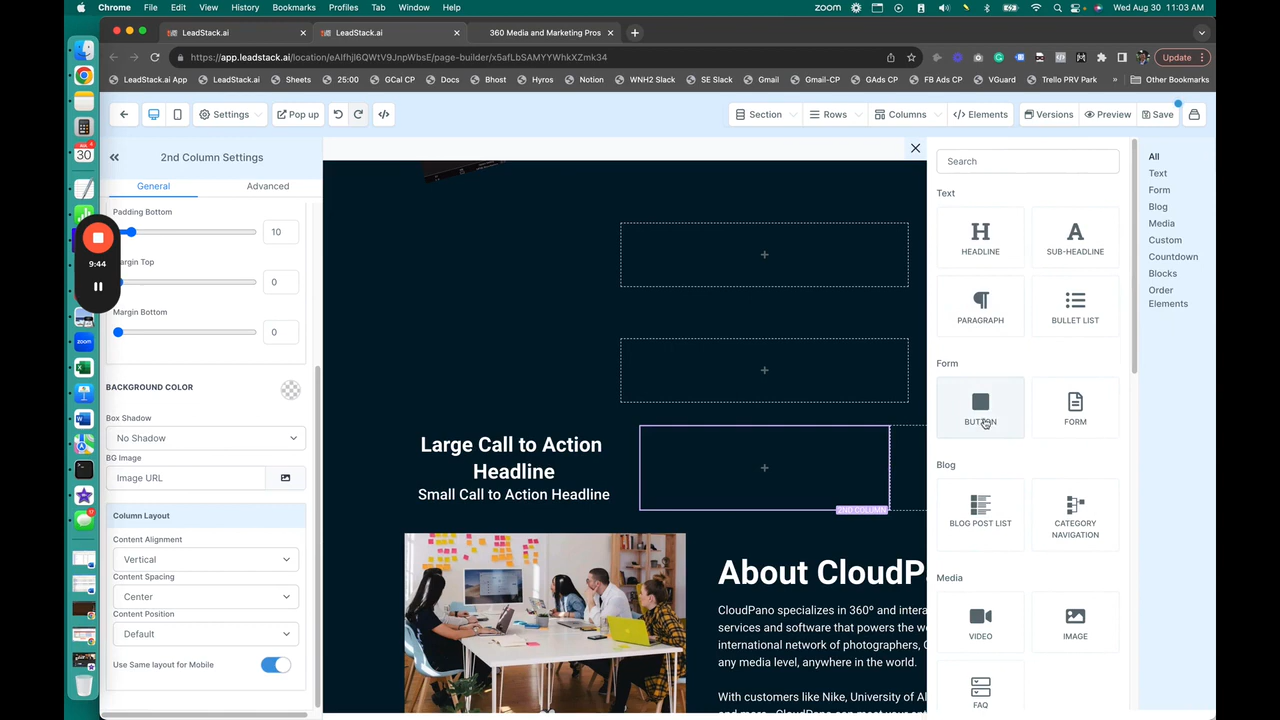 Chrome File Edit View History Bookmarks Profiles Tab Window Help
zoom Wed Aug 30 11:03 AM
LeadStack.ai
LeadStack.ai
360 Media and Marketing Pros
https://app.leadstack.ai/location/eAlfhjI6QWtV9JnpWbsE/page-builder/x5afLbSAMYYWhkXZmk34
Update
LeadStack.ai App LeadStack.ai Sheets 25:00 GCal CP Docs Bhost Hyros Notion WNH2 Slack SE Slack Gmail Gmail-CP GAds CP FB Ads CP VGuard Trello PRV Park » Other Bookmarks
Settings Pop up Section Rows Columns Elements Versions Preview Save
2nd Column Settings
General Advanced
Padding Bottom
10
9:44
Margin Top
0
Margin Bottom
0
BACKGROUND COLOR
Box Shadow
No Shadow
BG Image
Image URL
Column Layout
Content Alignment
Vertical
Content Spacing
Center
Content Position
Default
Use Same layout for Mobile
Large Call to Action
Headline
Small Call to Action Headline
2ND COLUMN
About CloudP
CloudPano specializes in 360º and intera
services and software that powers the wo
international network of photographers, C
any media level, anywhere in the world.
With customers like Nike, University of Al
Search
Text
HEADLINE
SUB-HEADLINE
PARAGRAPH
BULLET LIST
Form
BUTTON
FORM
Blog
BLOG POST LIST
CATEGORY
NAVIGATION
Media
VIDEO
IMAGE
FAQ
All
Text
Form
Blog
Media
Custom
Countdown
Blocks
Order
Elements